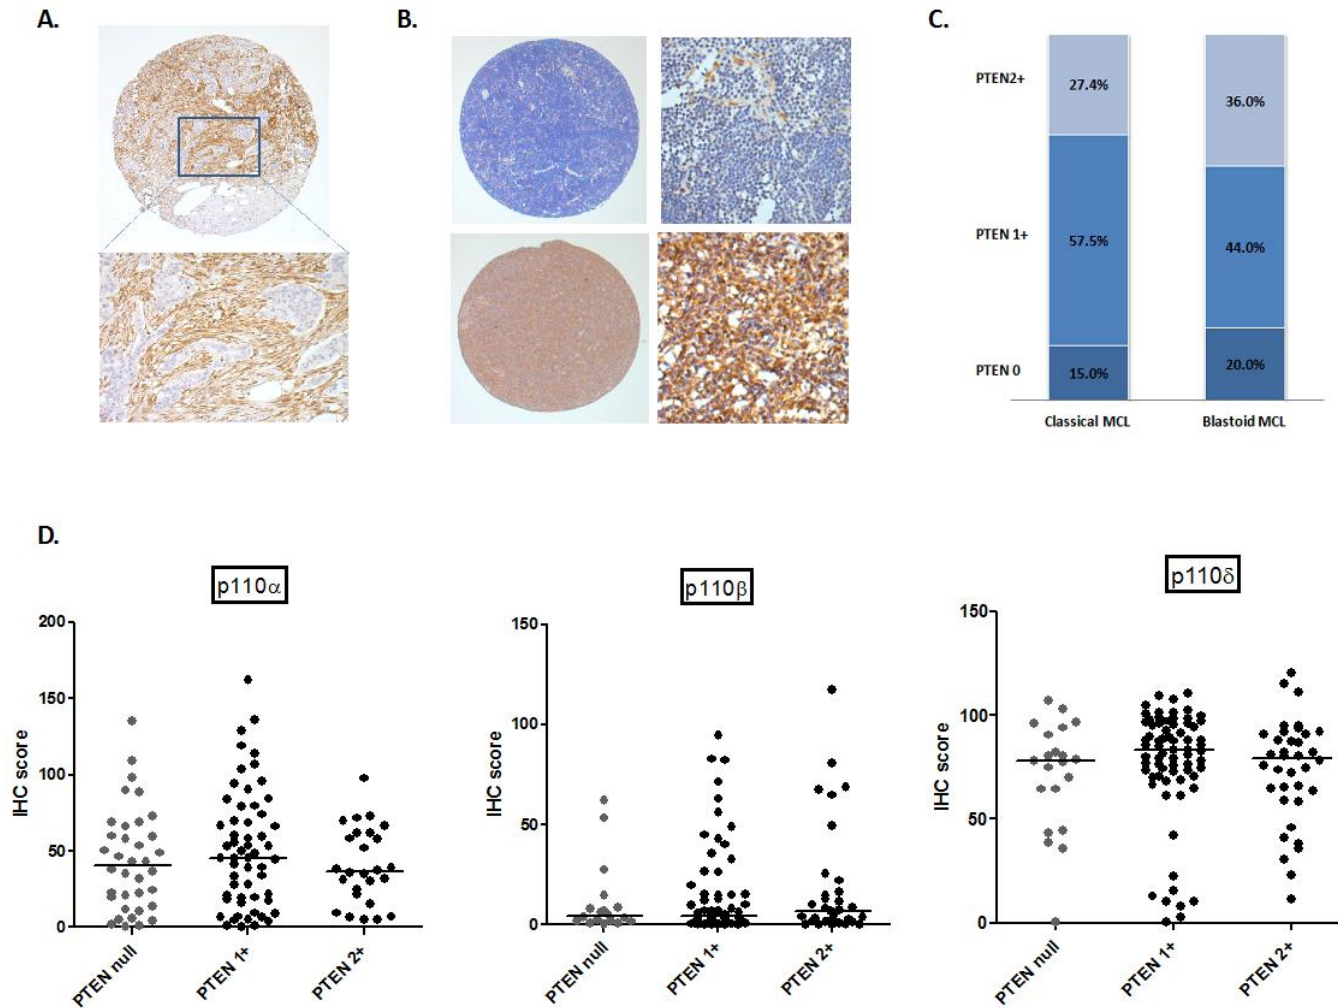 A.
B.
C.
PTEN2+
27.4%
36.0%
PTEN 1+
57.5%
44.0%
PTEN 0
15.0%
20.0%
Classical MCL
Blastoid MCL
D.
p110α
200
150
100
50
0
IHC score
PTEN null
PTEN 1+
PTEN 2+
p110β
150
100
50
0
IHC score
PTEN null
PTEN 1+
PTEN 2+
p110δ
150
100
50
0
IHC score
PTEN null
PTEN 1+
PTEN 2+